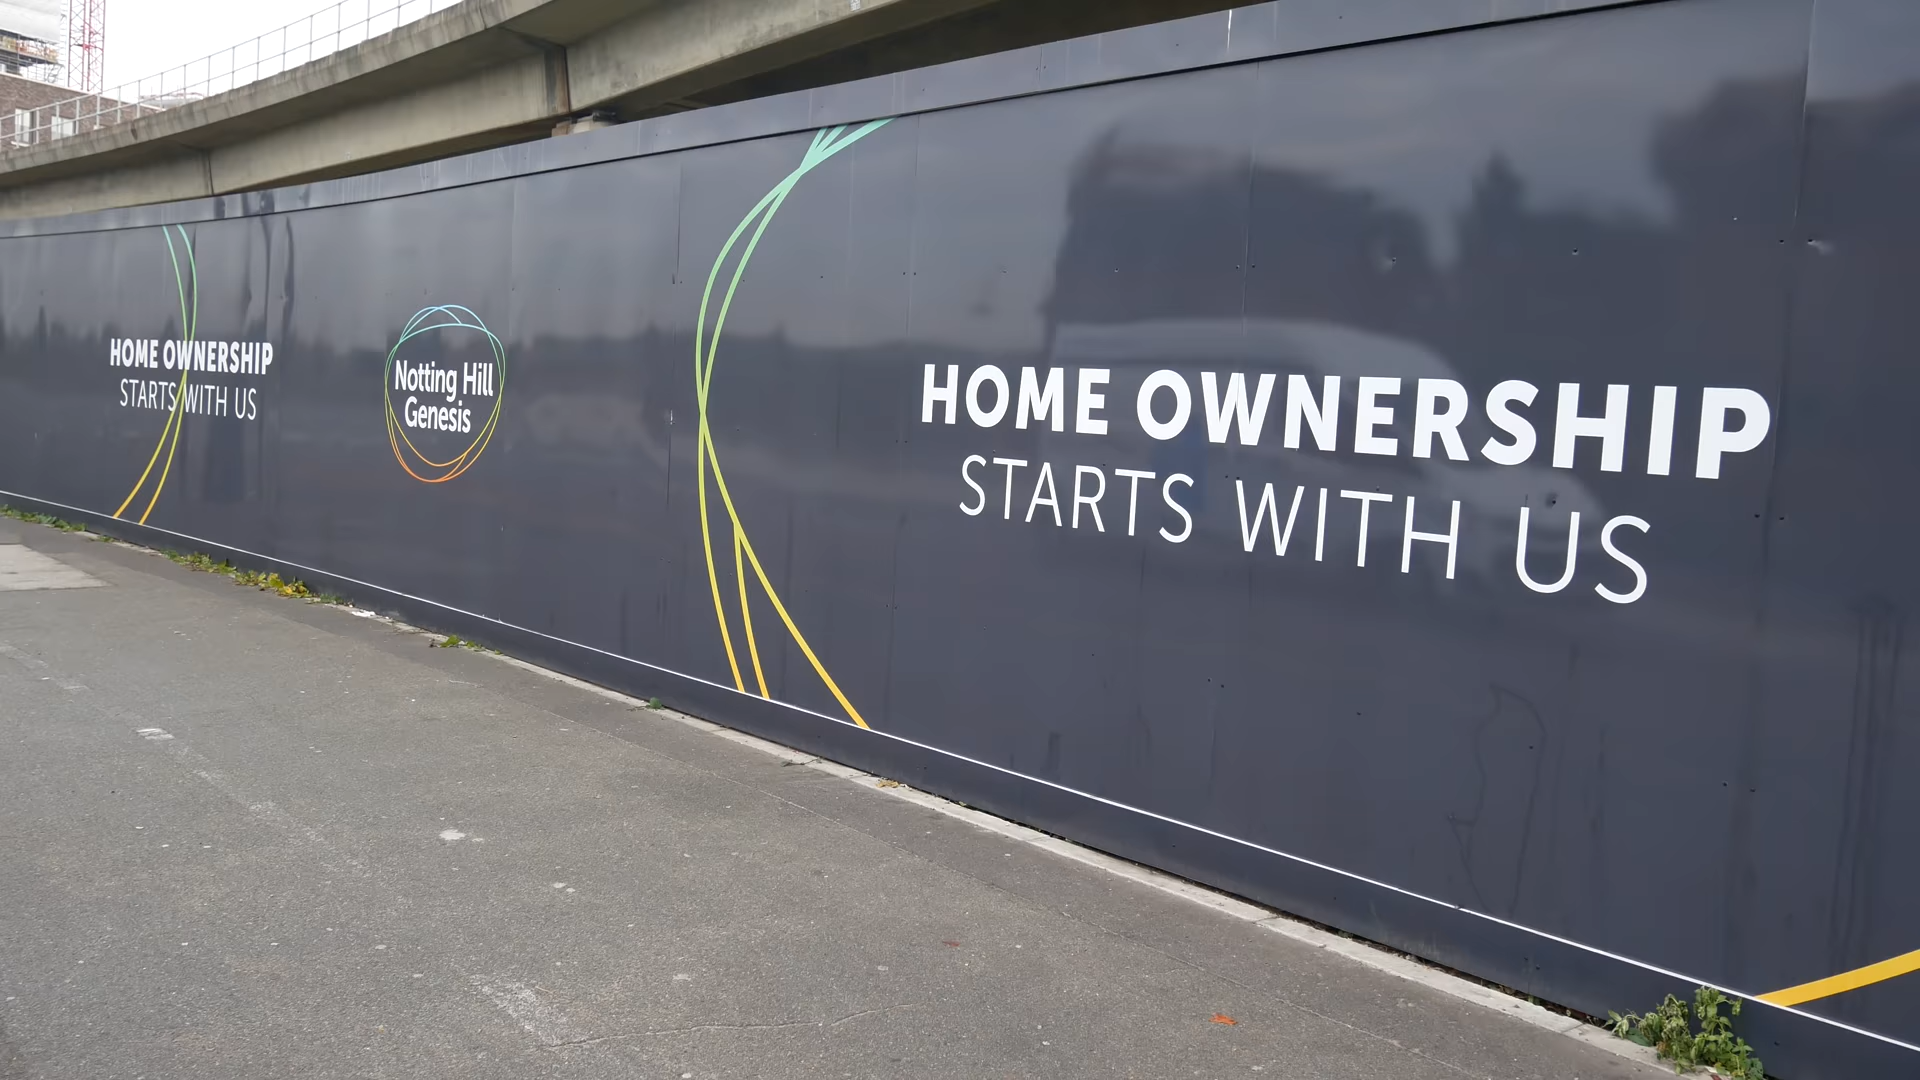 HOME OWNERSHIP
STARTS WITH US
Notting Hill
Genesis
HOME OWNERSHIP
STARTS WITH US